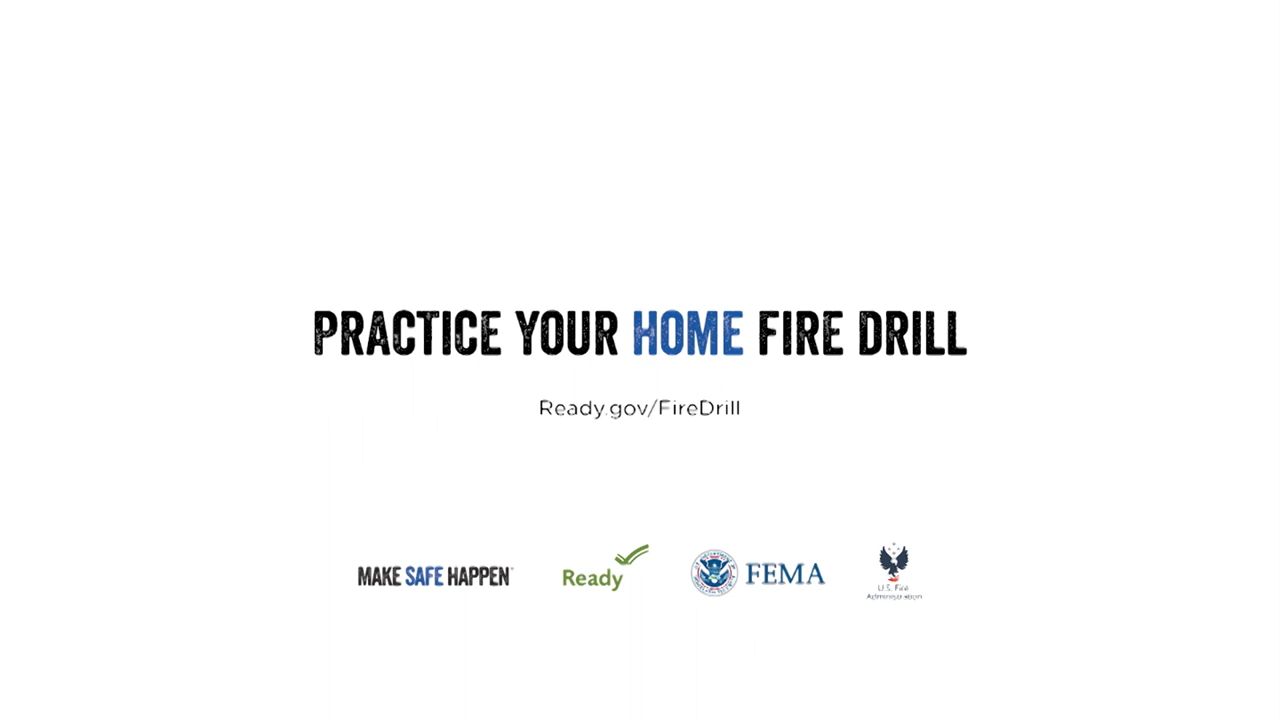 PRACTICE YOUR HOME FIRE DRILL
Ready.gov/FireDrill
MAKE SAFE HAPPEN
Ready
FEMA
U.S. Fire
Administration